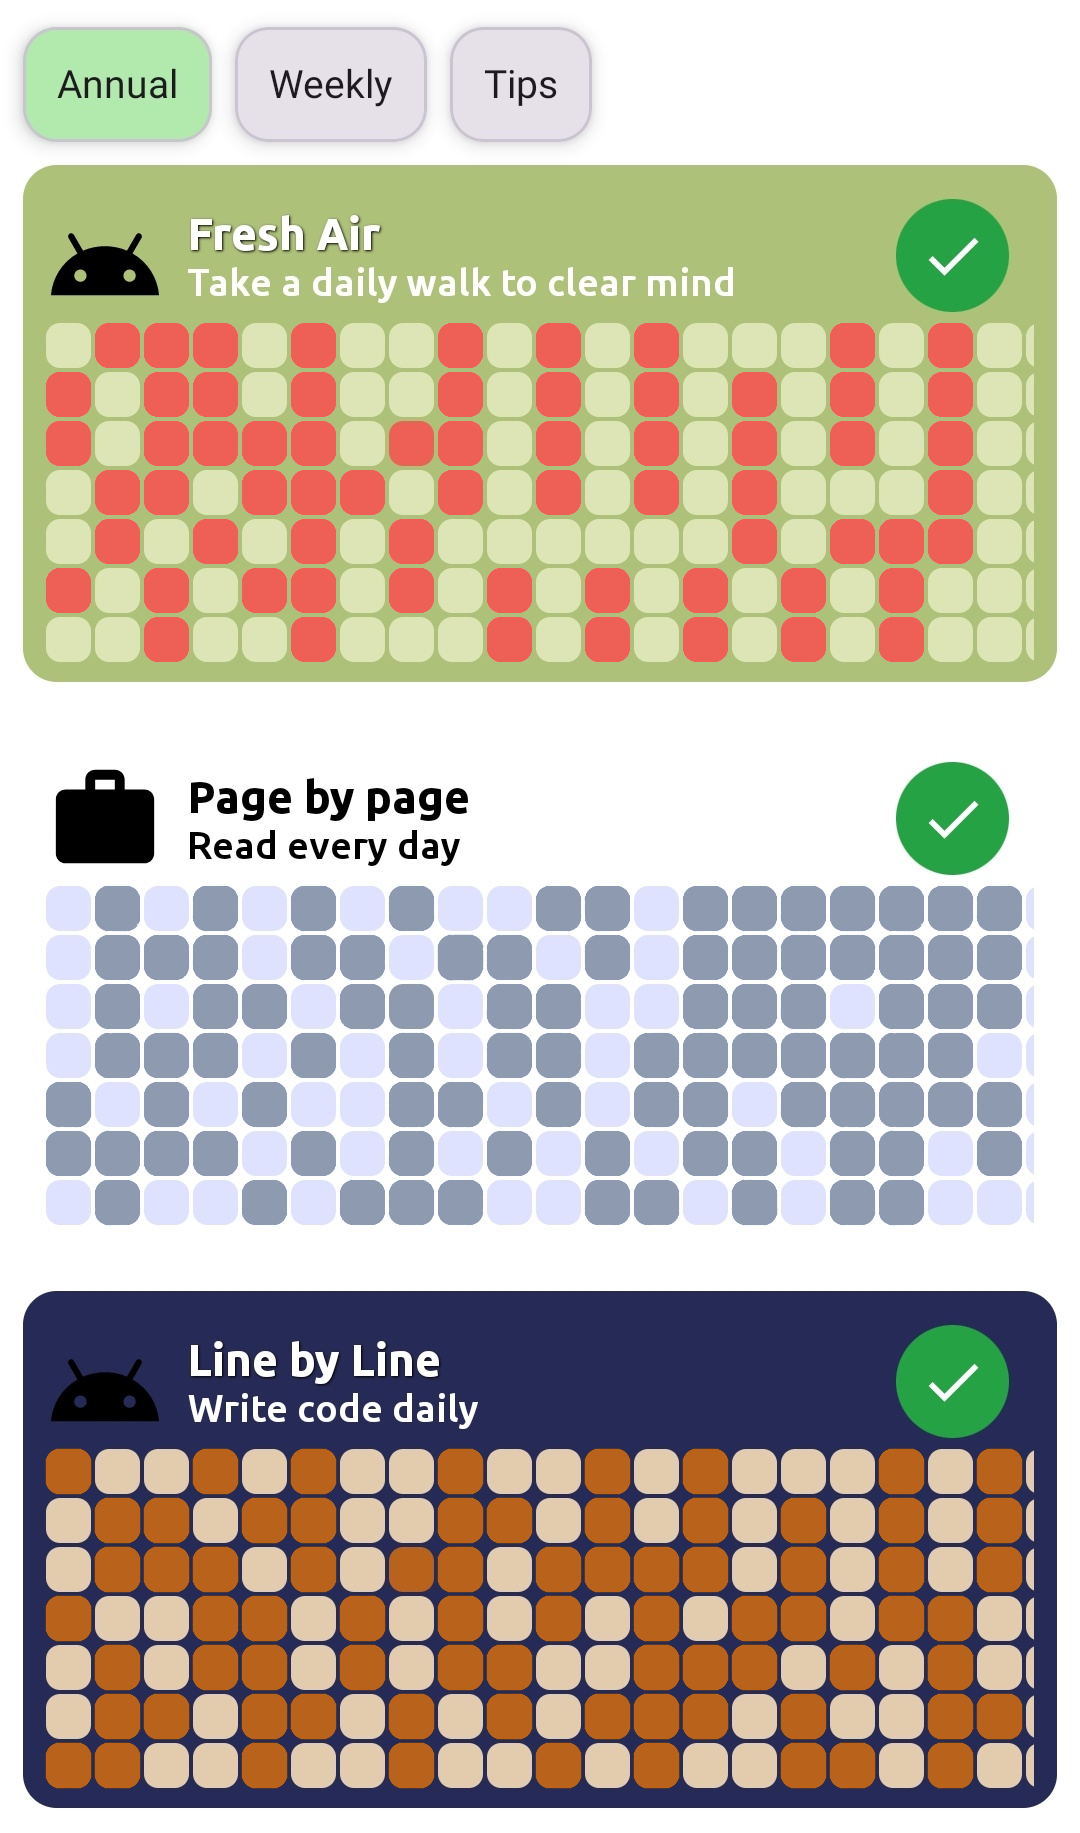 Annual
Weekly
Tips
Fresh Air
Take a daily walk to clear mind
Page by page
Read every day
Line by Line
Write code daily